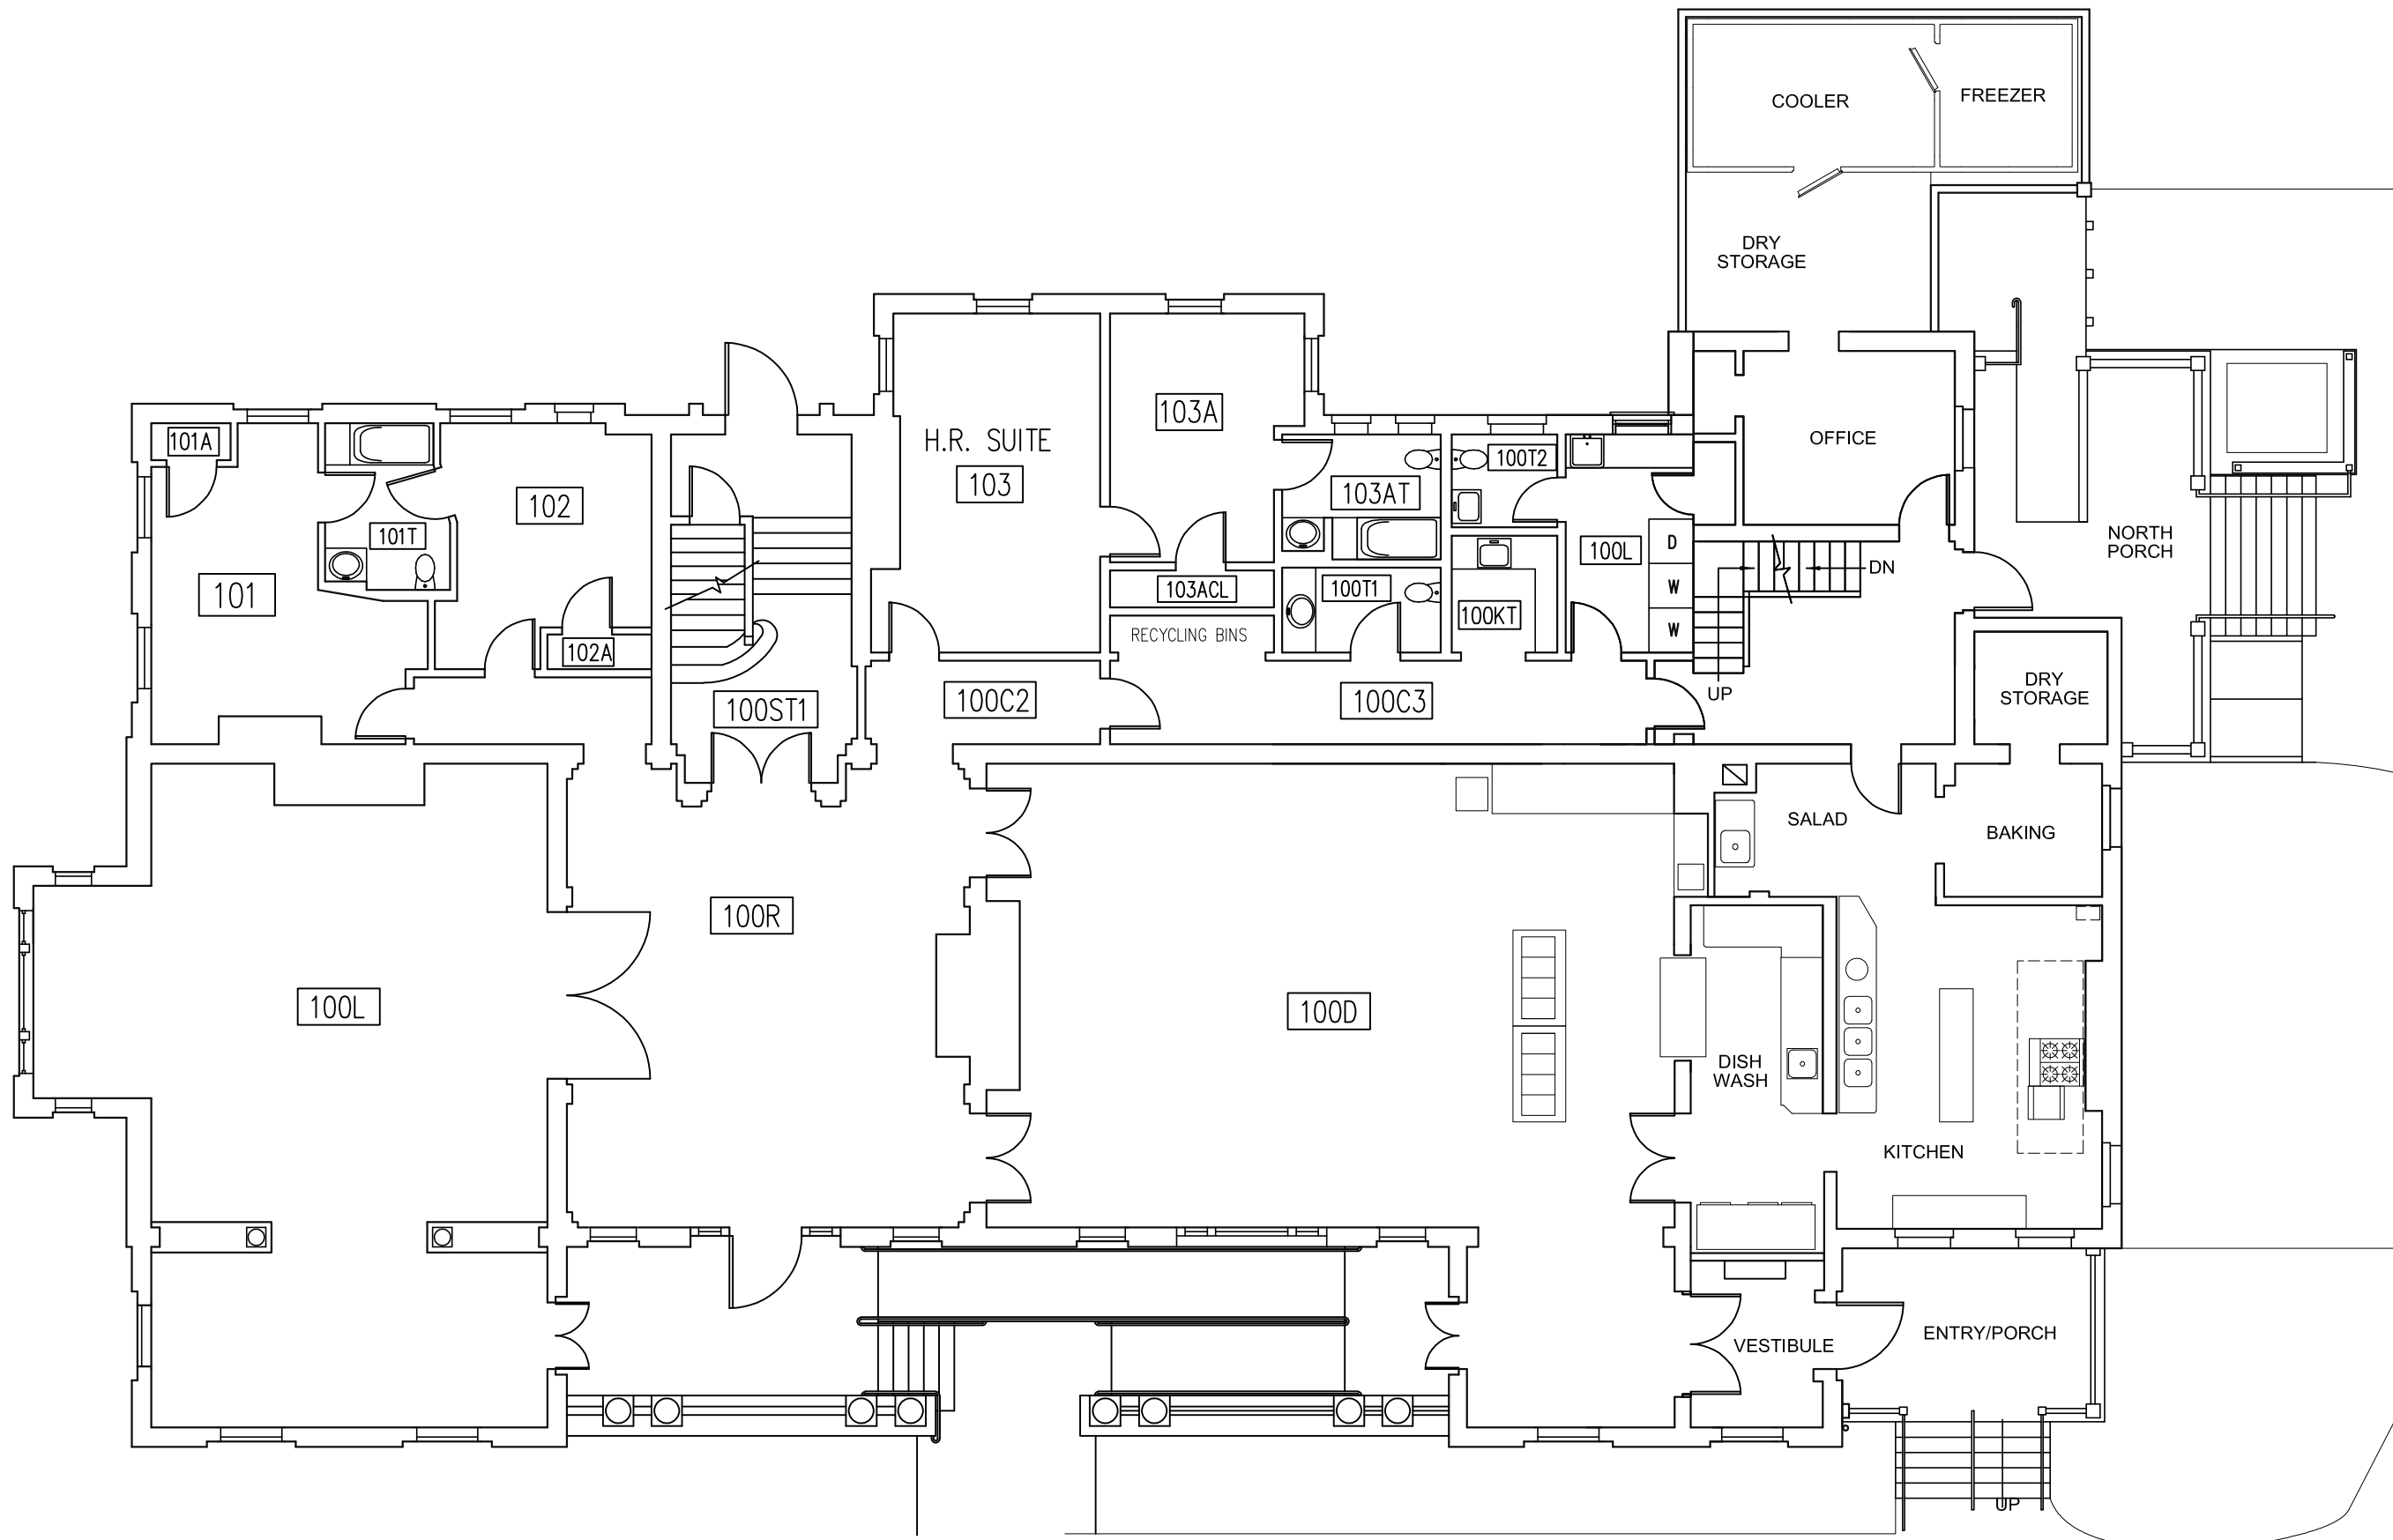 COOLER
FREEZER
DRY
STORAGE
103A
H.R. SUITE
103
101A
102
OFFICE
100T2
103AT
101T
NORTH
PORCH
100L
D
W
W
DN
101
103ACL
100T1
100KT
RECYCLING BINS
102A
100ST1
100C2
100C3
UP
DRY
STORAGE
SALAD
BAKING
100R
100L
100D
DISH
WASH
KITCHEN
VESTIBULE
ENTRY/PORCH
UP